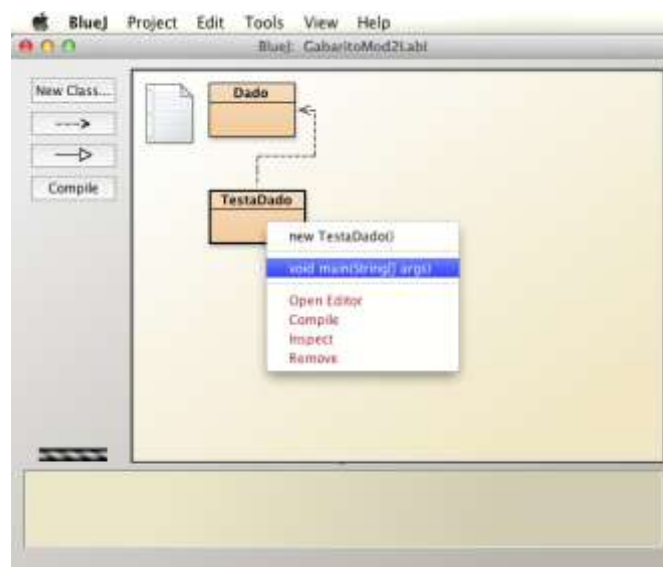 BlueJ Project Edit Tools View Help
BlueJ: GabaritoMod2Lab1
New Class...
Compile
Dado
TestaDado
new TestaDado()
void main(String[] args)
Open Editor
Compile
Inspect
Remove